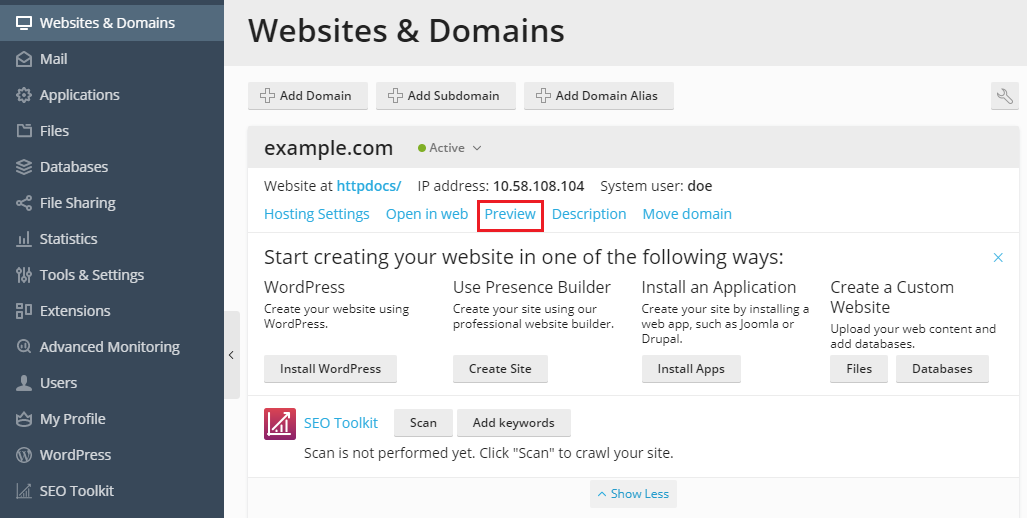 Websites & Domains
Mail
Applications
Files
Databases
File Sharing
Statistics
Tools & Settings
Extensions
Advanced Monitoring
Users
My Profile
WordPress
SEO Toolkit
Websites & Domains
Add Domain Add Subdomain Add Domain Alias
example.com Active
Website at httpdocs/ IP address: 10.58.108.104 System user: doe
Hosting Settings Open in web Preview Description Move domain
Start creating your website in one of the following ways:
WordPress
Create your website using
WordPress.
Install WordPress
Use Presence Builder
Create your site using our
professional website builder.
Create Site
Install an Application
Create your site by installing a
web app, such as Joomla or
Drupal.
Install Apps
Create a Custom
Website
Upload your web content and
add databases.
Files Databases
SEO Toolkit Scan Add keywords
Scan is not performed yet. Click "Scan" to crawl your site.
Show Less